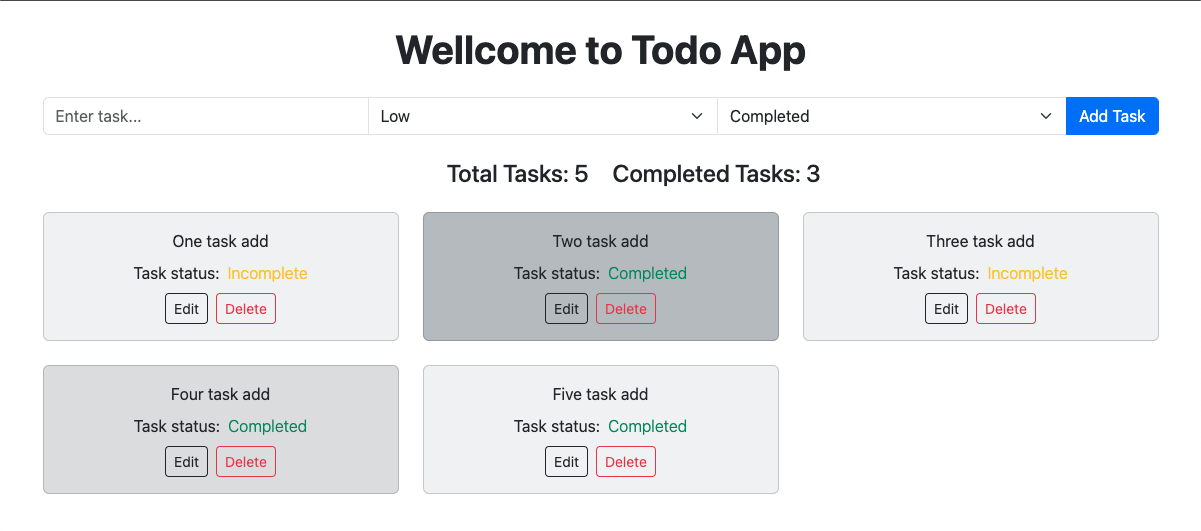 Wellcome to Todo App
Enter task... Low Completed Add Task
Total Tasks: 5 Completed Tasks: 3
One task add
Task status: Incomplete
Edit Delete
Two task add
Task status: Completed
Edit Delete
Three task add
Task status: Incomplete
Edit Delete
Four task add
Task status: Completed
Edit Delete
Five task add
Task status: Completed
Edit Delete